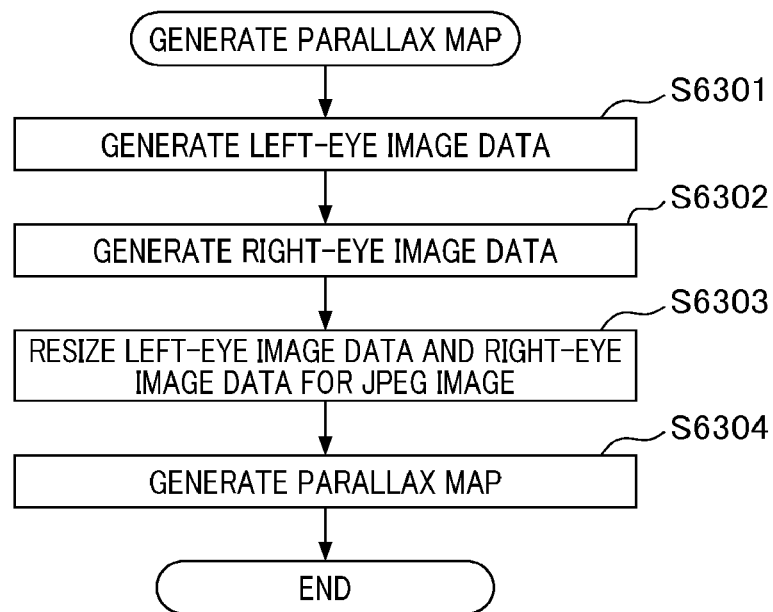 GENERATE PARALLAX MAP
S6301
GENERATE LEFT-EYE IMAGE DATA
S6302
GENERATE RIGHT-EYE IMAGE DATA
S6303
RESIZE LEFT-EYE IMAGE DATA AND RIGHT-EYE
IMAGE DATA FOR JPEG IMAGE
S6304
GENERATE PARALLAX MAP
END